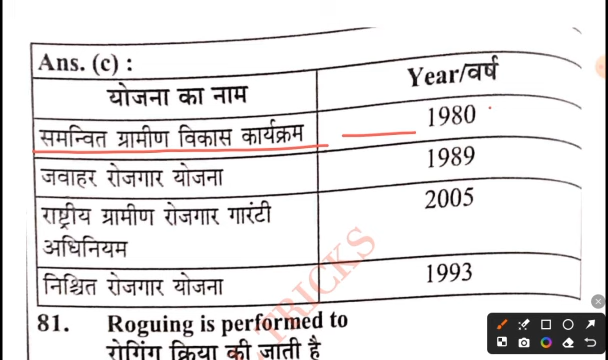 Ans. (c) :
योजना का नाम Year/वर्ष
समन्वित ग्रामीण विकास कार्यक्रम 1980
जवाहर रोजगार योजना 1989
राष्ट्रीय ग्रामीण रोजगार गारंटी 2005
अधिनियम
निश्चित रोजगार योजना 1993
TRICKS
81. Roguing is performed to
रोगिंग क्रिया की जाती है